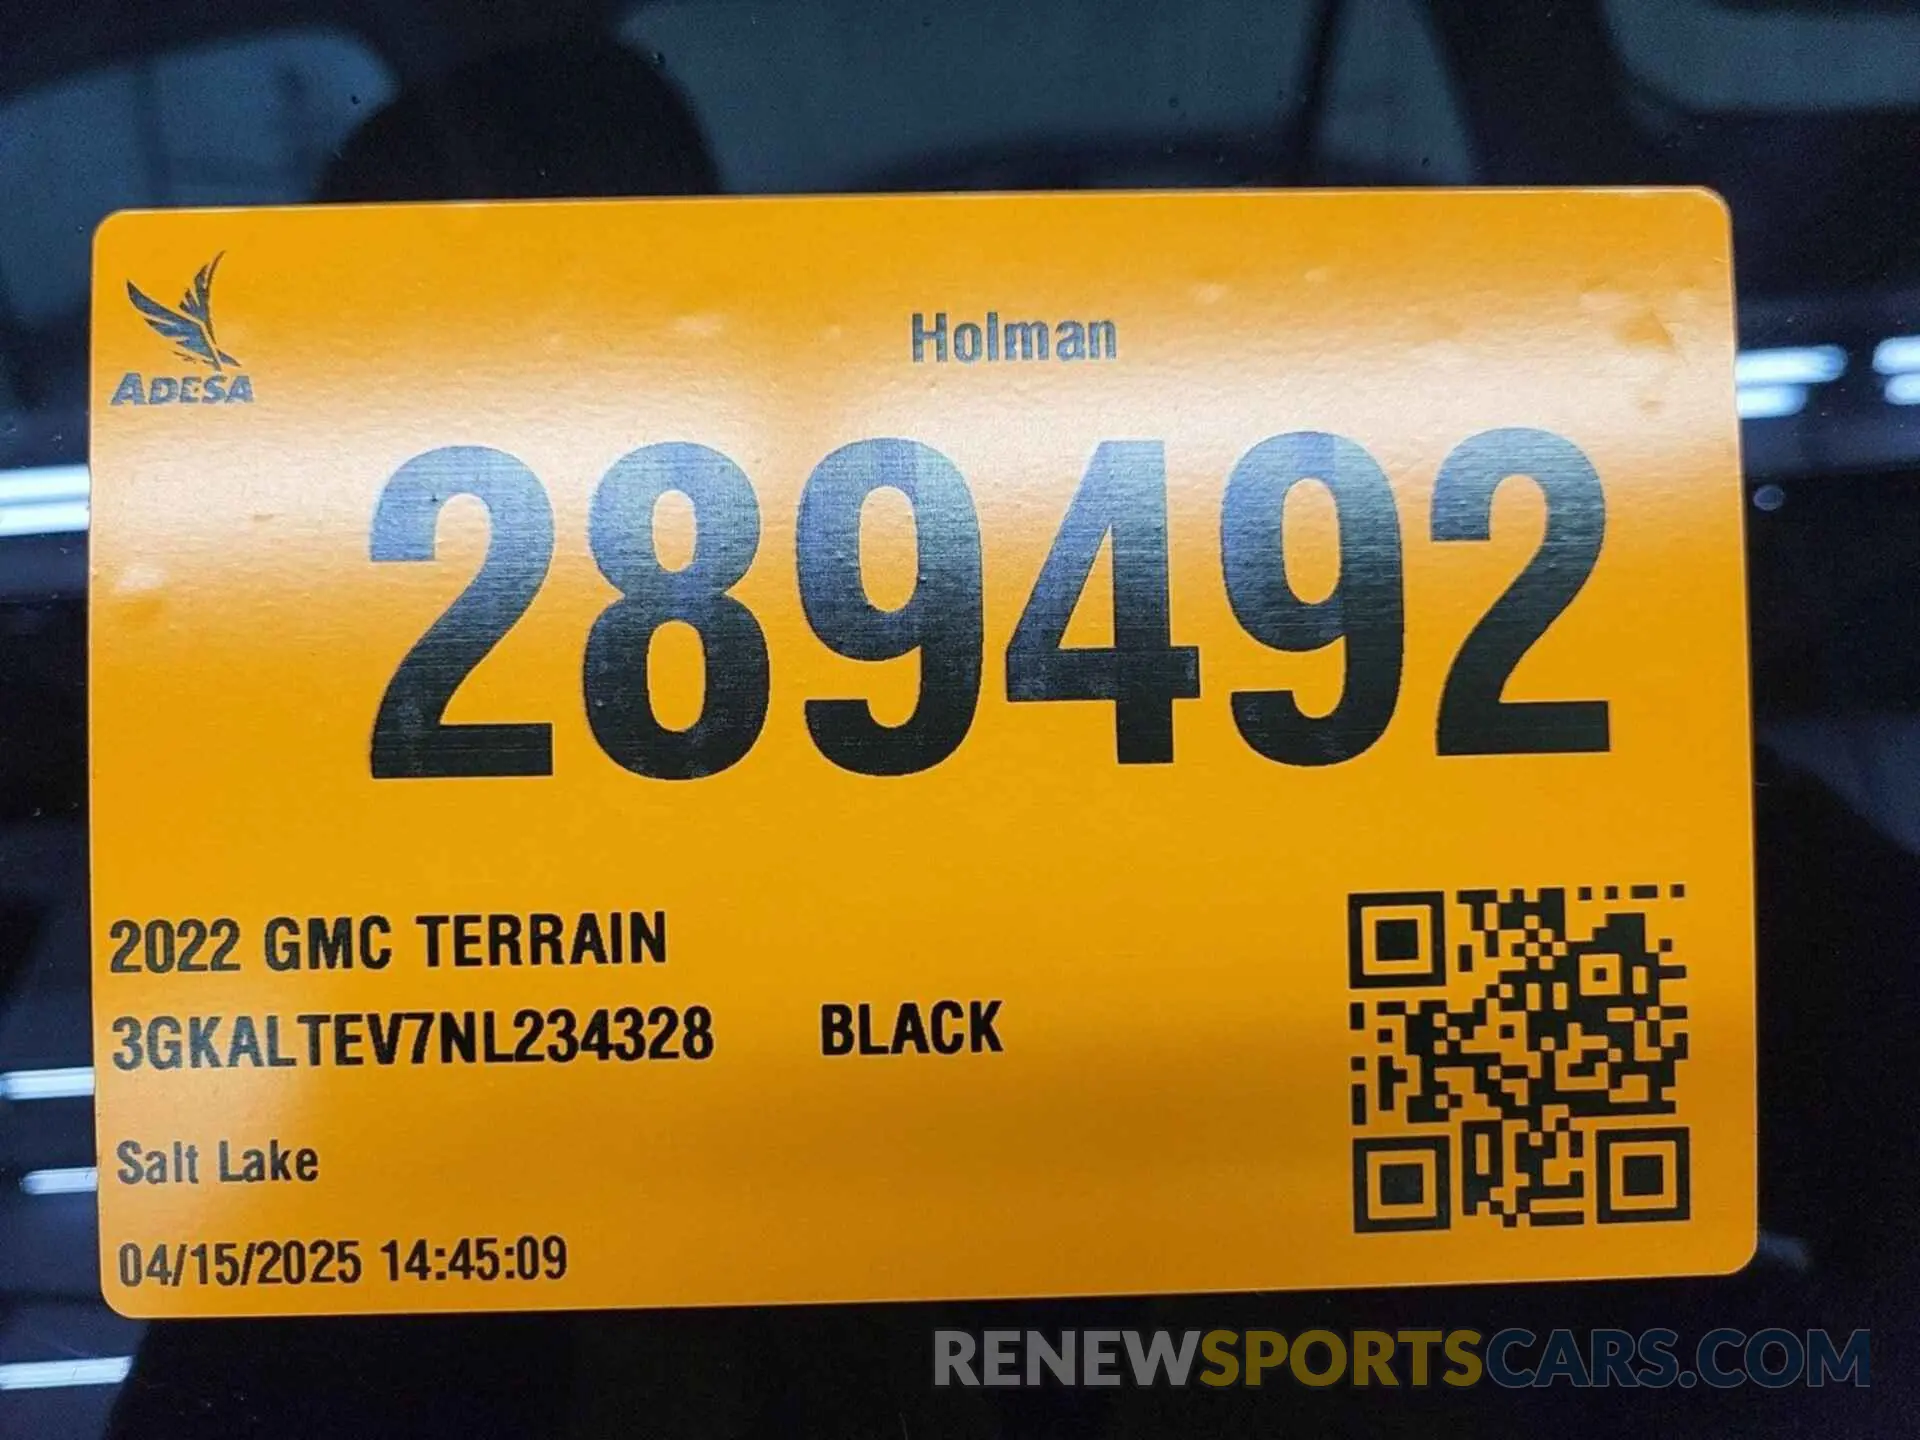 ADESA
Holman
289492
2022 GMC TERRAIN
3GKALTEV7NL234328 BLACK
Salt Lake
04/15/2025 14:45:09
RENEWSPORTSCARS.COM